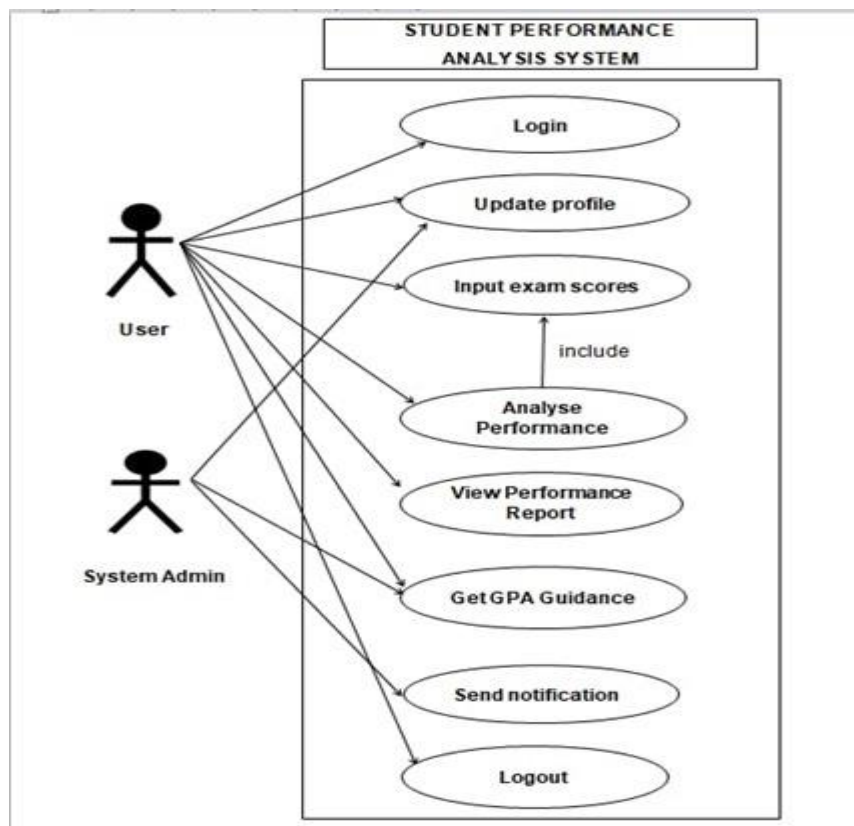 STUDENT PERFORMANCE
ANALYSIS SYSTEM
Login
Update profile
User
Input exam scores
include
Analyse
Performance
System Admin
View Performance
Report
Get GPA Guidance
Send notification
Logout